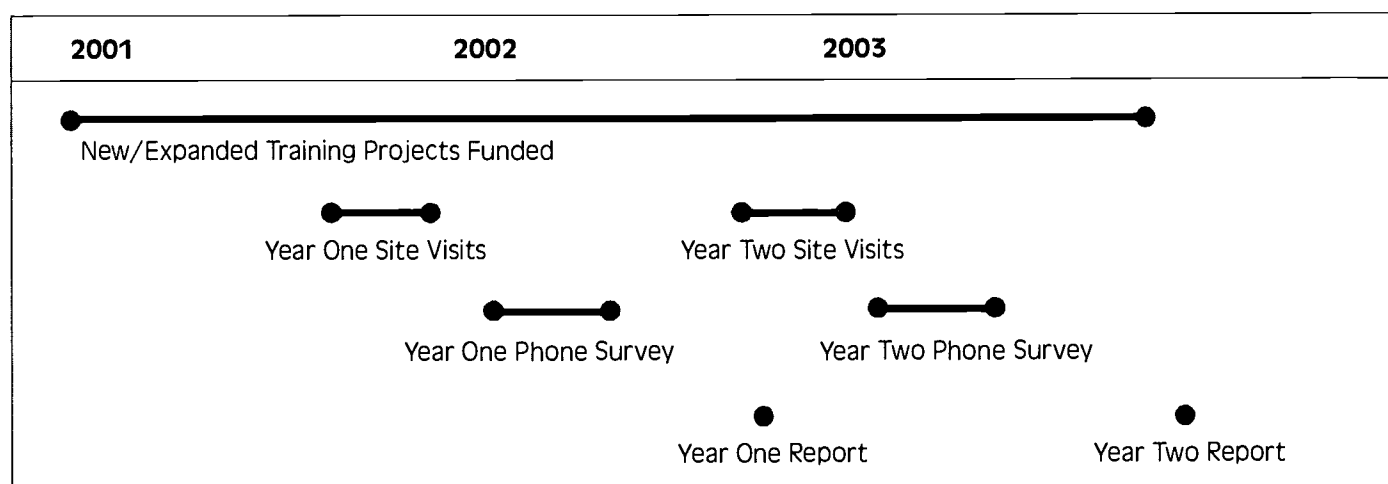 2001 2002 2003
New/Expanded Training Projects Funded
Year One Site Visits Year Two Site Visits
Year One Phone Survey Year Two Phone Survey
Year One Report Year Two Report